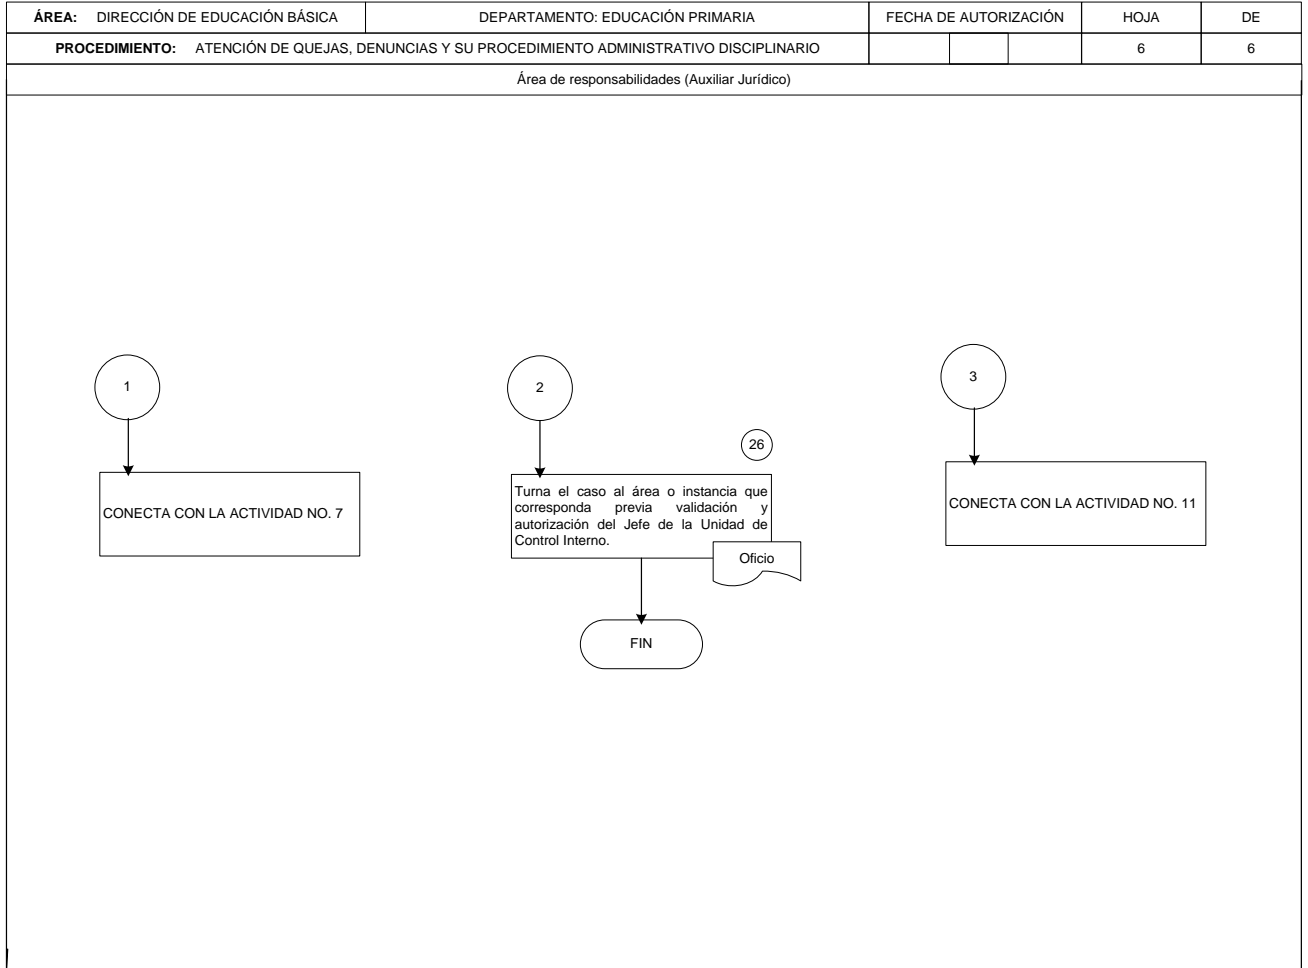 ÁREA: DIRECCIÓN DE EDUCACIÓN BÁSICA DEPARTAMENTO: EDUCACIÓN PRIMARIA FECHA DE AUTORIZACIÓN HOJA DE
PROCEDIMIENTO: ATENCIÓN DE QUEJAS, DENUNCIAS Y SU PROCEDIMIENTO ADMINISTRATIVO DISCIPLINARIO 6 6
Área de responsabilidades (Auxiliar Jurídico)
1
CONECTA CON LA ACTIVIDAD NO. 7
2
26
Turna el caso al área o instancia que
corresponda previa validación y
autorización del Jefe de la Unidad de
Control Interno.
Oficio
FIN
3
CONECTA CON LA ACTIVIDAD NO. 11